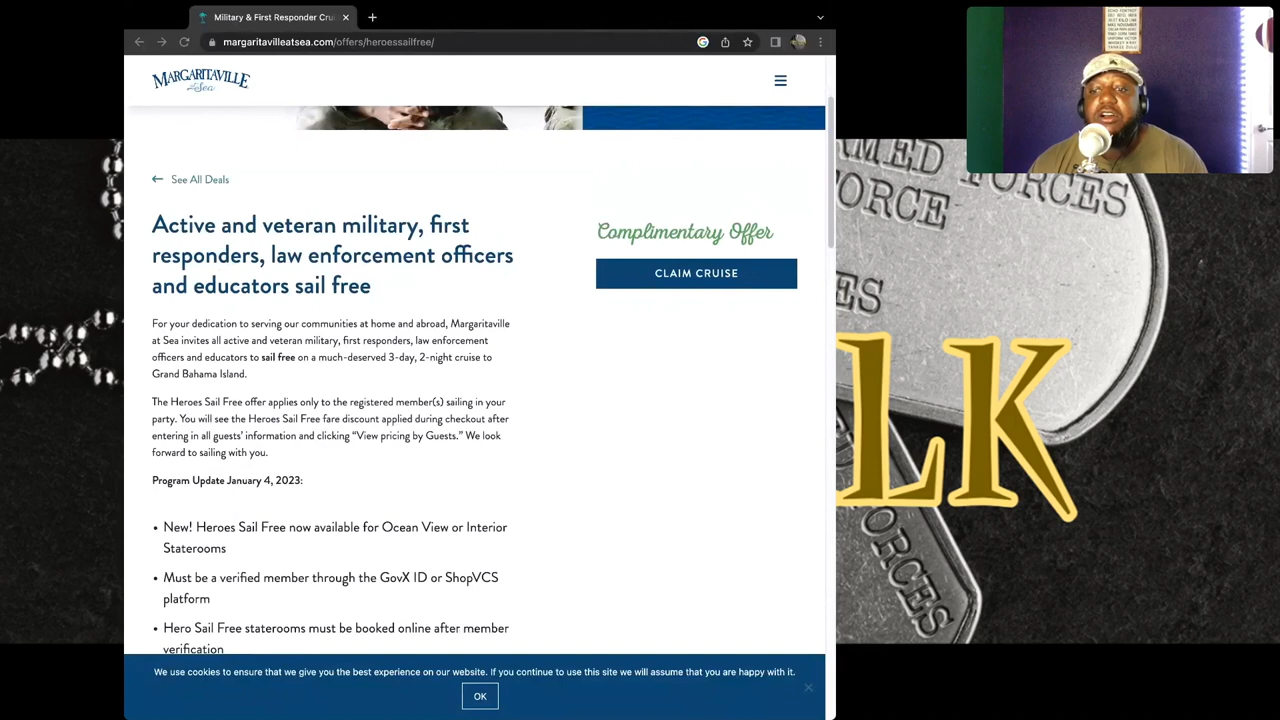 Military & First Responder Crui
margaritavilleatsea.com/offers/heroessailfree/
MARGARITAVILLE
at Sea
See All Deals
Active and veteran military, first
responders, law enforcement officers
and educators sail free
For your dedication to serving our communities at home and abroad, Margaritaville
at Sea invites all active and veteran military, first responders, law enforcement
officers and educators to sail free on a much-deserved 3-day, 2-night cruise to
Grand Bahama Island.
The Heroes Sail Free offer applies only to the registered member(s) sailing in your
party. You will see the Heroes Sail Free fare discount applied during checkout after
entering in all guests' information and clicking “View pricing by Guests.” We look
forward to sailing with you.
Program Update January 4, 2023:
• New! Heroes Sail Free now available for Ocean View or Interior
Staterooms
• Must be a verified member through the GovX ID or ShopVCS
platform
• Hero Sail Free staterooms must be booked online after member
verification
Complimentary Offer
CLAIM CRUISE
We use cookies to ensure that we give you the best experience on our website. If you continue to use this site we will assume that you are happy with it.
OK
ARMED FORCES
FORCE
CES
LK
FORCES